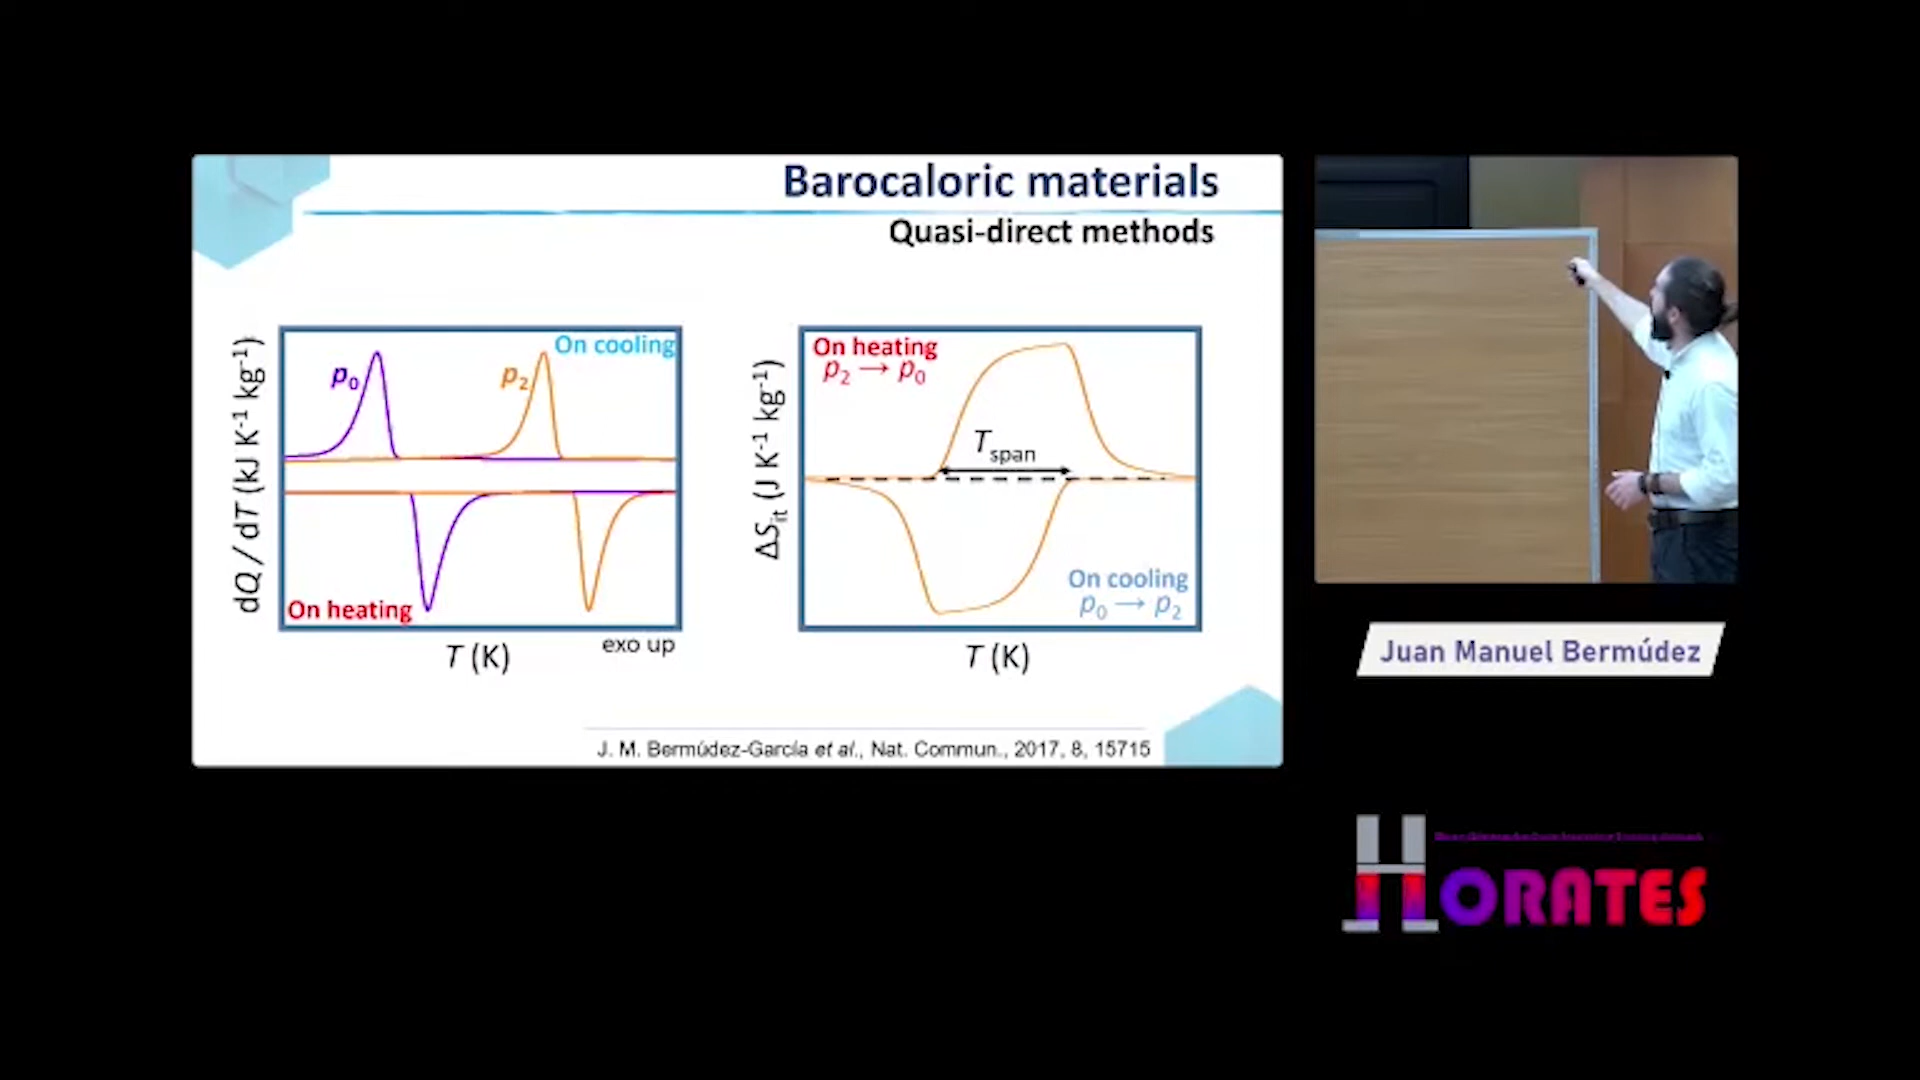 Barocaloric materials
Quasi-direct methods
dQ / dT (kJ K⁻¹ kg⁻¹)
On cooling
p₀
p₂
On heating
exo up
T (K)
ΔSᵢₜ (J K⁻¹ kg⁻¹)
On heating
p₂ → p₀
Tspan
On cooling
p₀ → p₂
T (K)
J. M. Bermúdez-García et al., Nat. Commun., 2017, 8, 15715
Juan Manuel Bermúdez
HORATES